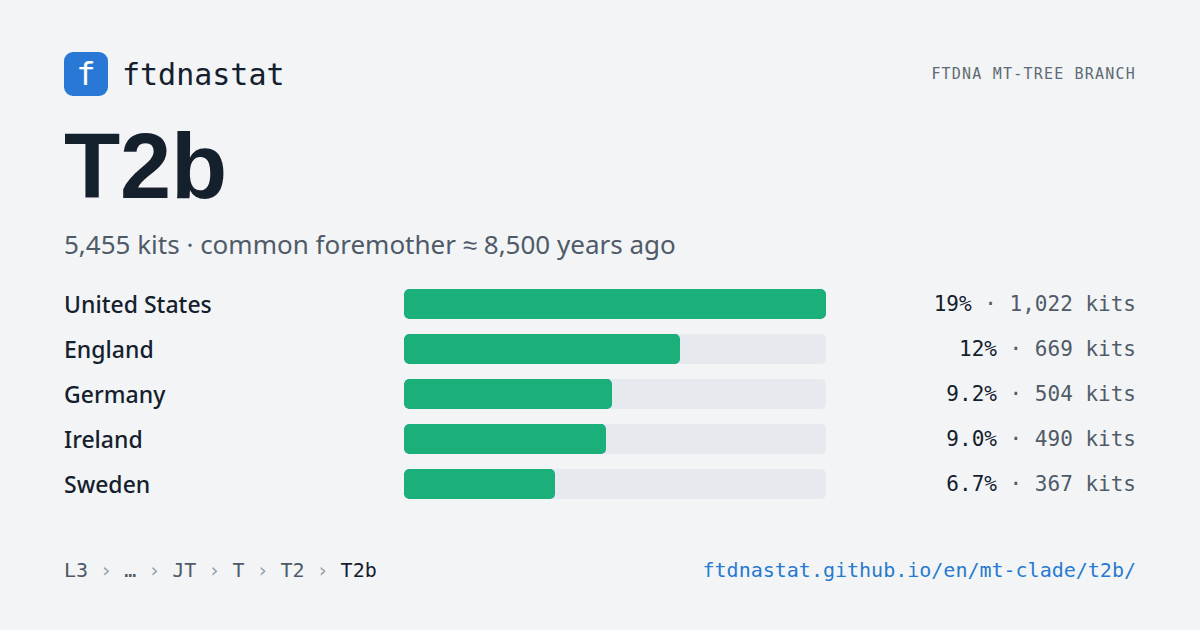 f ftdnastat
FTDNA MT-TREE BRANCH
T2b
5,455 kits · common foremother ≈ 8,500 years ago
United States 19% · 1,022 kits
England 12% · 669 kits
Germany 9.2% · 504 kits
Ireland 9.0% · 490 kits
Sweden 6.7% · 367 kits
L3 › … › JT › T › T2 › T2b
ftdnastat.github.io/en/mt-clade/t2b/